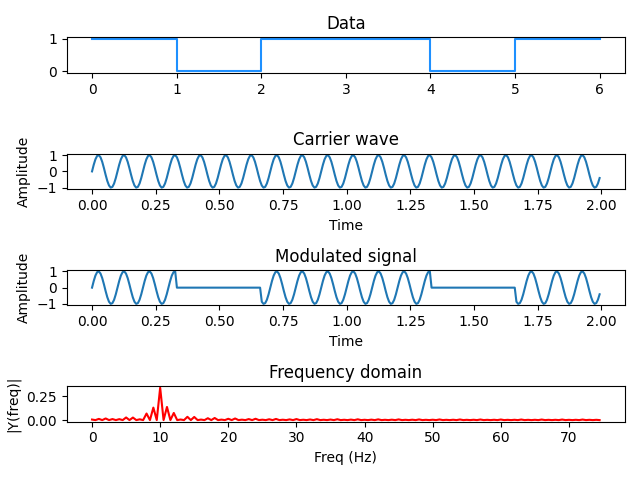 Data
1
0
0 1 2 3 4 5 6
Carrier wave
Amplitude
1
0
−1
0.00 0.25 0.50 0.75 1.00 1.25 1.50 1.75 2.00
Time
Modulated signal
Amplitude
1
0
−1
0.00 0.25 0.50 0.75 1.00 1.25 1.50 1.75 2.00
Time
Frequency domain
|Y(freq)|
0.25
0.00
0 10 20 30 40 50 60 70
Freq (Hz)